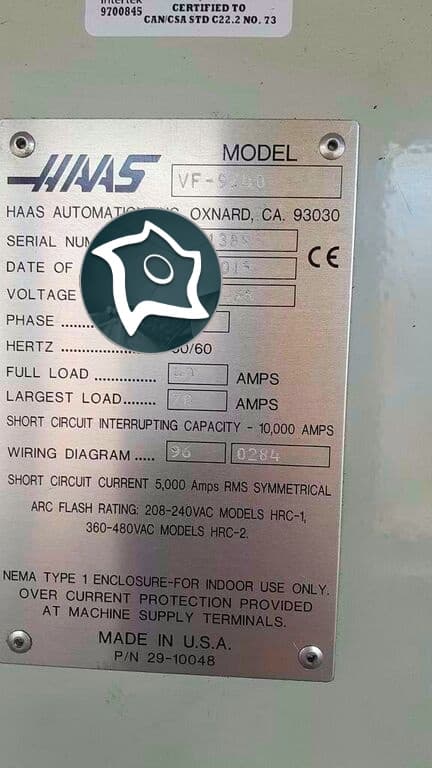 Intertek
9700845
CERTIFIED TO
CAN/CSA STD C22.2 NO. 73
HAAS
MODEL
HAAS OXNARD, CA. 93030
SERIAL
CE
DATE OF
VOLTAGE
PHASE ........
HERTZ 50/60
FULL LOAD .............. AMPS
LARGEST LOAD........ AMPS
SHORT CIRCUIT INTERRUPTING CAPACITY - 10,000 AMPS
WIRING DIAGRAM ..... 96 0284
SHORT CIRCUIT CURRENT 5,000 Amps RMS SYMMETRICAL
ARC FLASH RATING: 208-240VAC MODELS HRC-1,
360-480VAC MODELS HRC-2.
NEMA TYPE 1 ENCLOSURE-FOR INDOOR USE ONLY.
OVER CURRENT PROTECTION PROVIDED
AT MACHINE SUPPLY TERMINALS.
MADE IN U.S.A.
P/N 29-10048